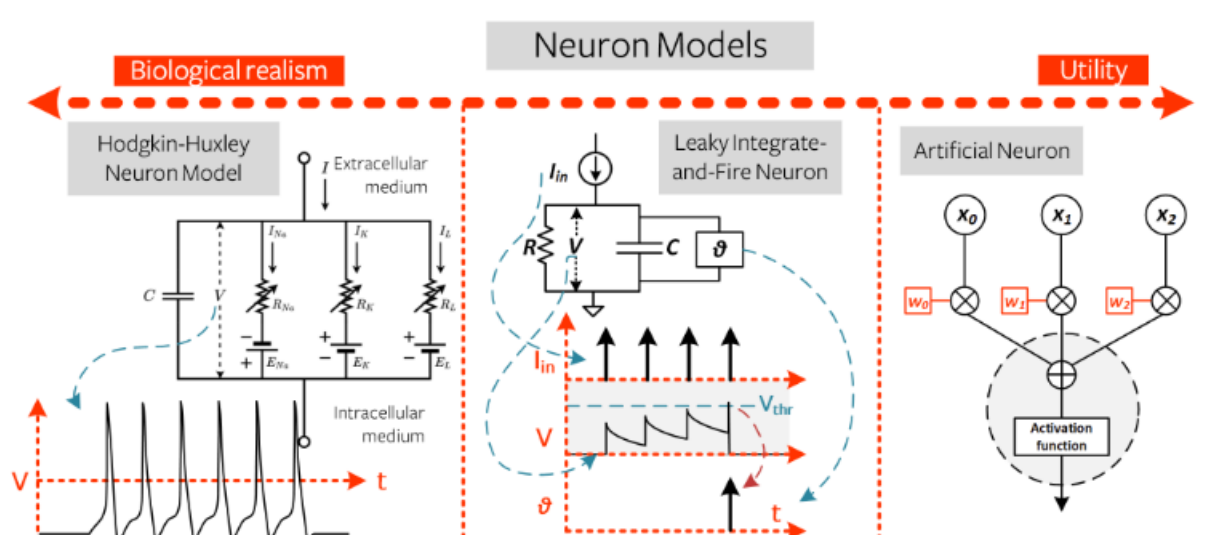 Neuron Models
Biological realism
Utility
Hodgkin-Huxley
Neuron Model
I
Extracellular
medium
I_Na
I_K
I_L
C
V
R_Na
R_K
R_L
−
+
+
+
−
−
E_Na
E_K
E_L
Intracellular
medium
V
t
Leaky Integrate-
and-Fire Neuron
I_in
R
V
C
ϑ
I_in
V_thr
V
ϑ
t
Artificial Neuron
x_0
x_1
x_2
w_0
w_1
w_2
Activation
function